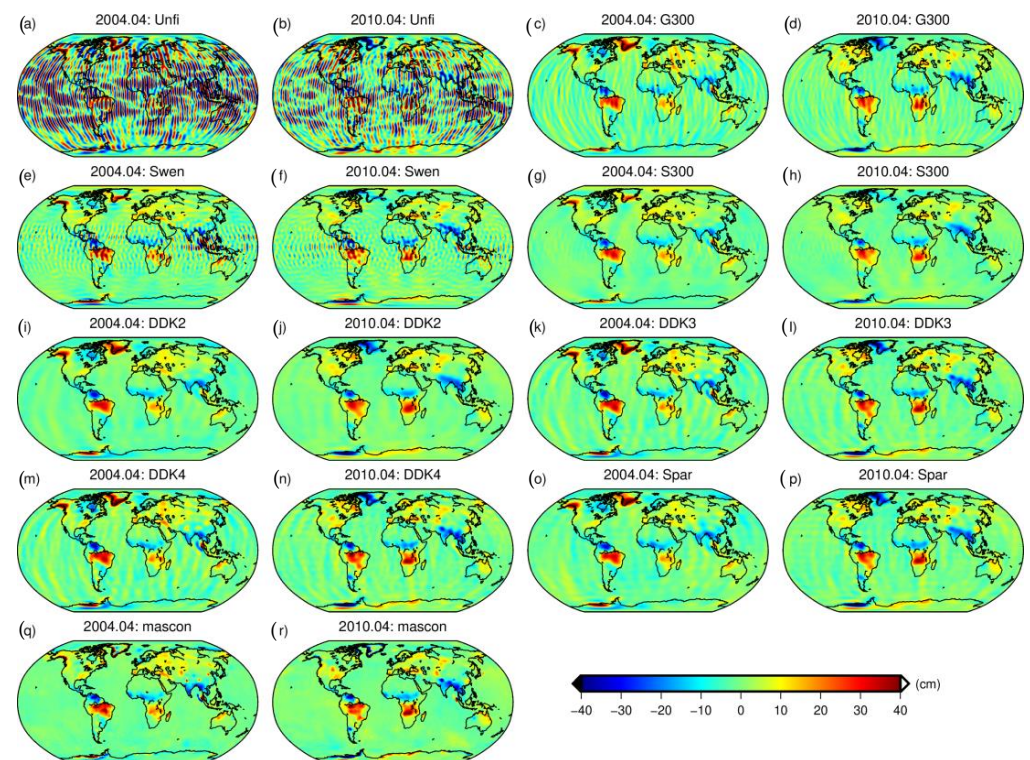 (a) 2004.04: Unfi
(b) 2010.04: Unfi
(c) 2004.04: G300
(d) 2010.04: G300
(e) 2004.04: Swen
(f) 2010.04: Swen
(g) 2004.04: S300
(h) 2010.04: S300
(i) 2004.04: DDK2
(j) 2010.04: DDK2
(k) 2004.04: DDK3
(l) 2010.04: DDK3
(m) 2004.04: DDK4
(n) 2010.04: DDK4
(o) 2004.04: Spar
(p) 2010.04: Spar
(q) 2004.04: mascon
(r) 2010.04: mascon
(cm)
−40 −30 −20 −10 0 10 20 30 40